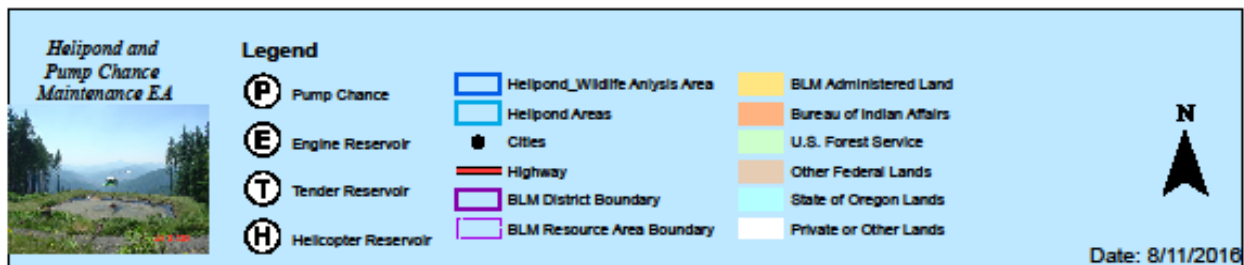 Helipond and
Pump Chance
Maintenance EA
Legend
P Pump Chance
E Engine Reservoir
T Tender Reservoir
H Helicopter Reservoir
Helipond_Wildlife Anlysis Area
Helipond Areas
Cities
Highway
BLM District Boundary
BLM Resource Area Boundary
BLM Administered Land
Bureau of Indian Affairs
U.S. Forest Service
Other Federal Lands
State of Oregon Lands
Private or Other Lands
N
Date: 8/11/2016